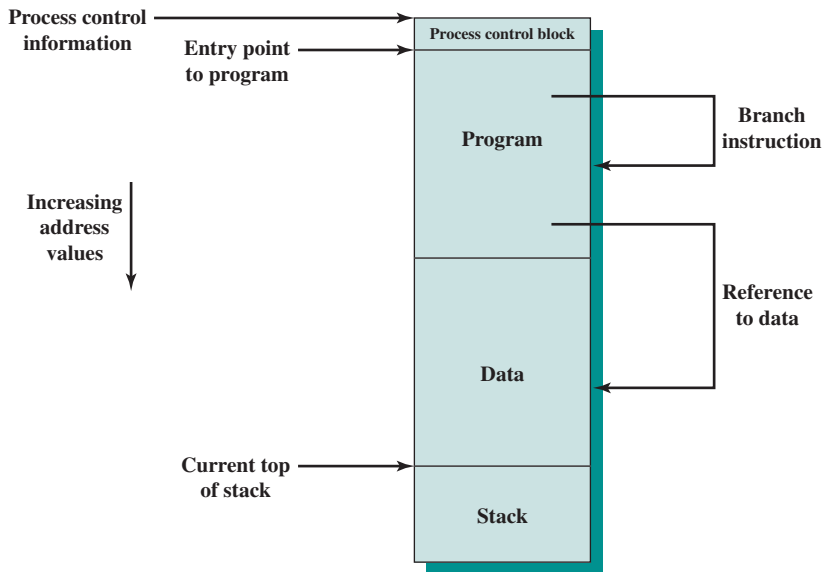 Process control
information
Process control block
Entry point
to program
Program
Branch
instruction
Increasing
address
values
Reference
to data
Data
Current top
of stack
Stack